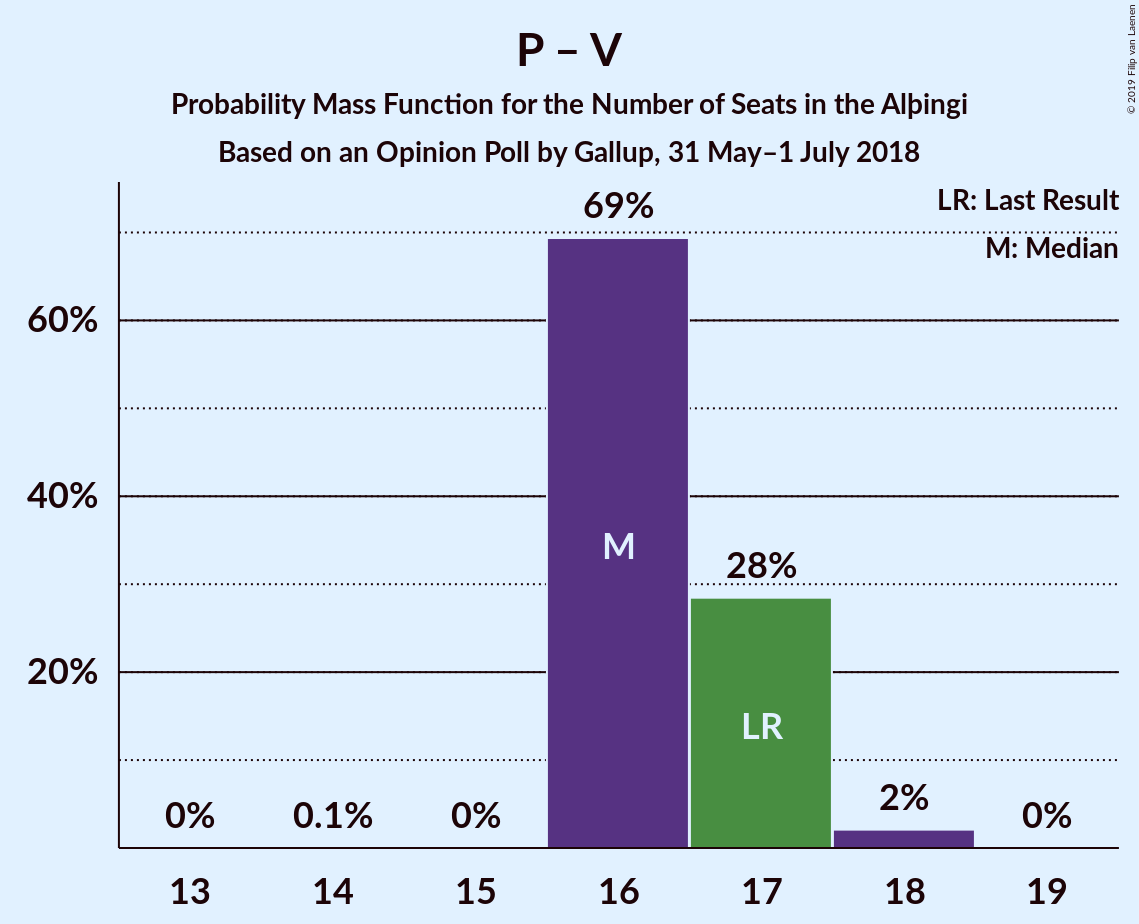 P – V
Probability Mass Function for the Number of Seats in the Alþingi
Based on an Opinion Poll by Gallup, 31 May–1 July 2018
© 2019 Filip van Laenen
LR: Last Result
M: Median
69%
60%
40%
M
28%
20%
LR
0%
0.1%
0%
2%
0%
13
14
15
16
17
18
19